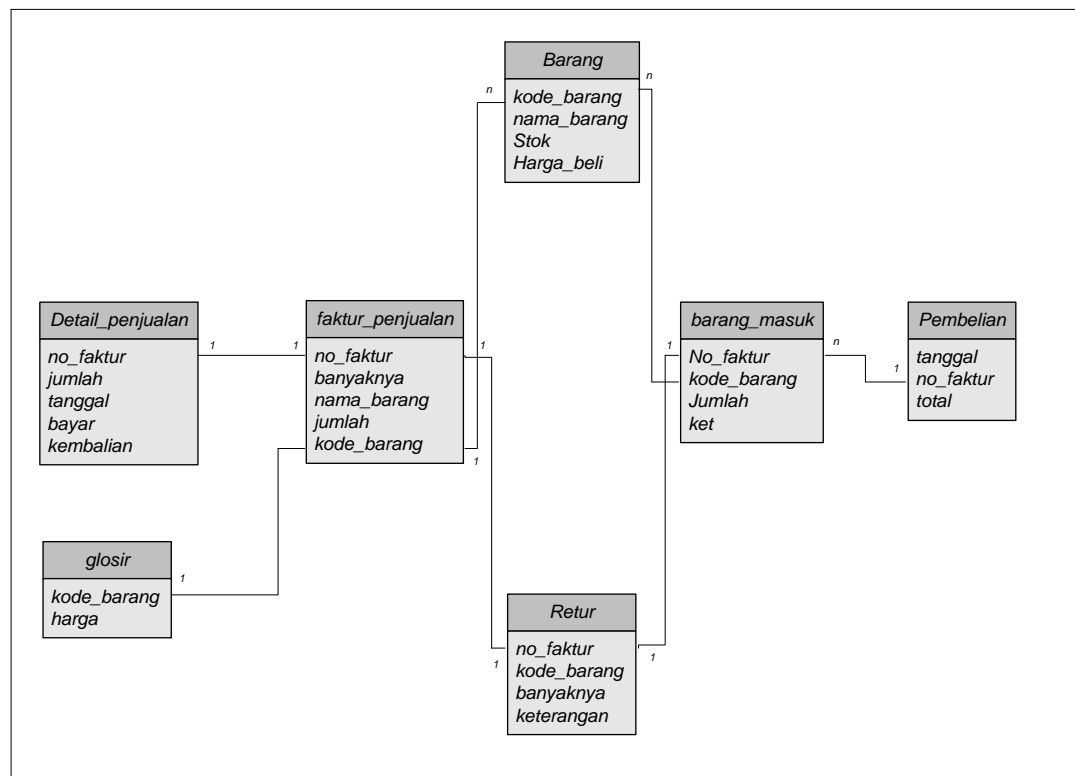 Barang
kode_barang
nama_barang
Stok
Harga_beli
n
n
Detail_penjualan
no_faktur
jumlah
tanggal
bayar
kembalian
1
1
faktur_penjualan
no_faktur
banyaknya
nama_barang
jumlah
kode_barang
1
1
barang_masuk
No_faktur
kode_barang
Jumlah
ket
1
n
1
Pembelian
tanggal
no_faktur
total
glosir
kode_barang
harga
1
Retur
no_faktur
kode_barang
banyaknya
keterangan
1
1